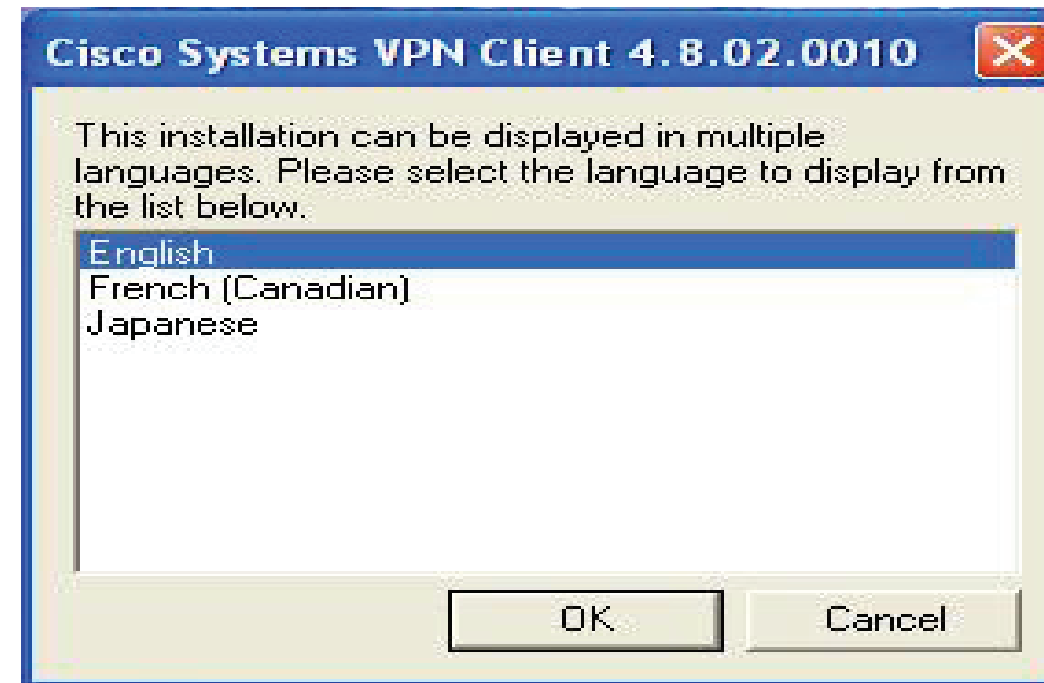 Cisco Systems VPN Client 4.8.02.0010
This installation can be displayed in multiple
languages. Please select the language to display from
the list below.
English
French (Canadian)
Japanese
OK
Cancel